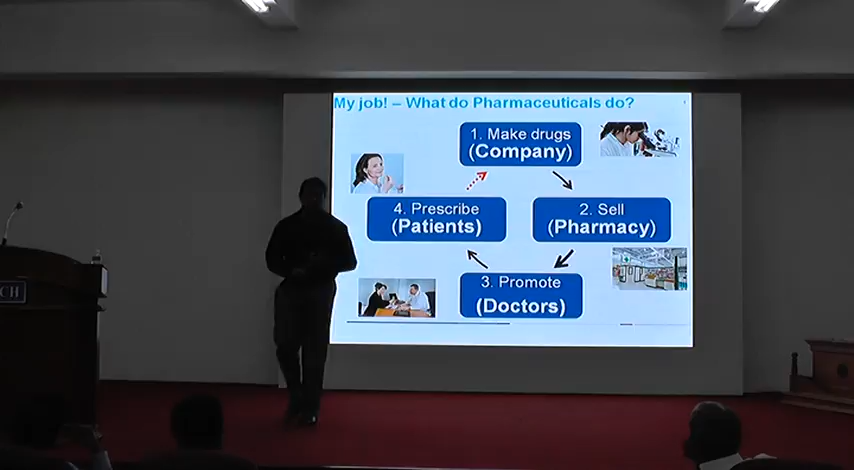 My job! – What do Pharmaceuticals do?
1. Make drugs
(Company)
4. Prescribe
(Patients)
2. Sell
(Pharmacy)
3. Promote
(Doctors)
CH